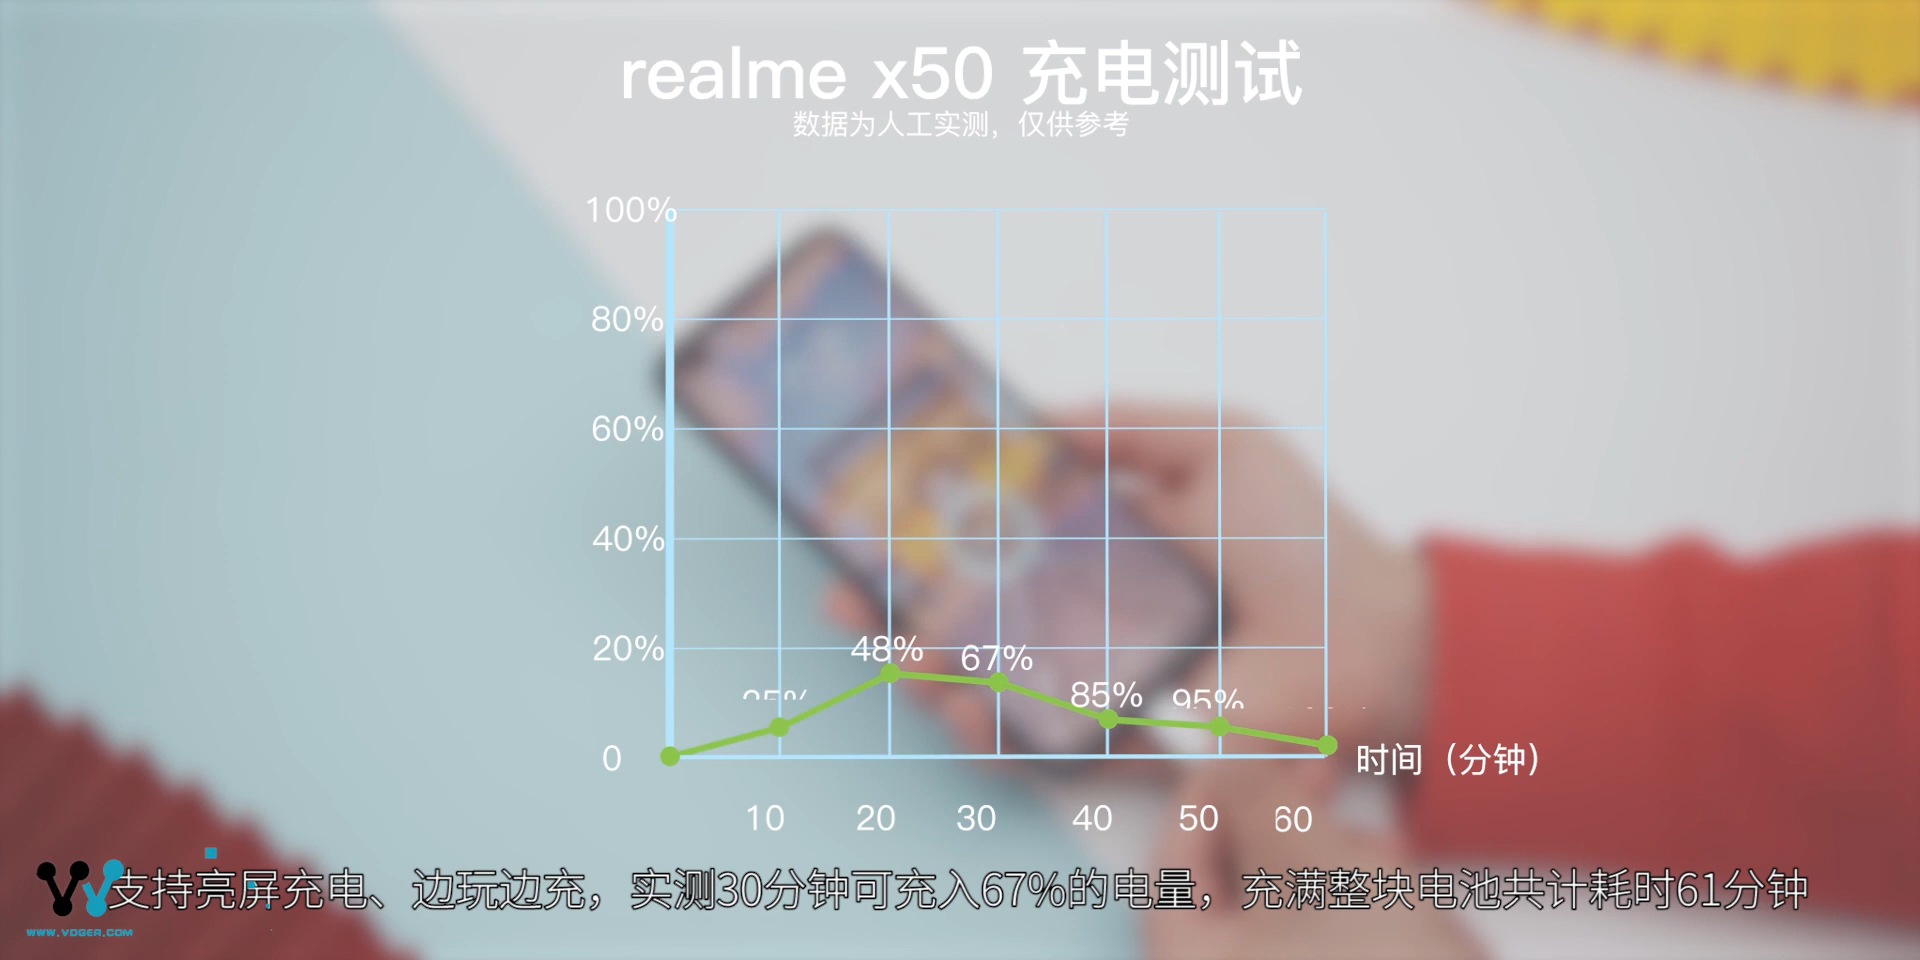 realme x50 充电测试
数据为人工实测，仅供参考
100%
80%
60%
40%
20%
0
48%
67%
85%
95%
时间（分钟）
10 20 30 40 50 60
支持亮屏充电、边玩边充，实测30分钟可充入67%的电量，充满整块电池共计耗时61分钟
WWW.VOGER.COM